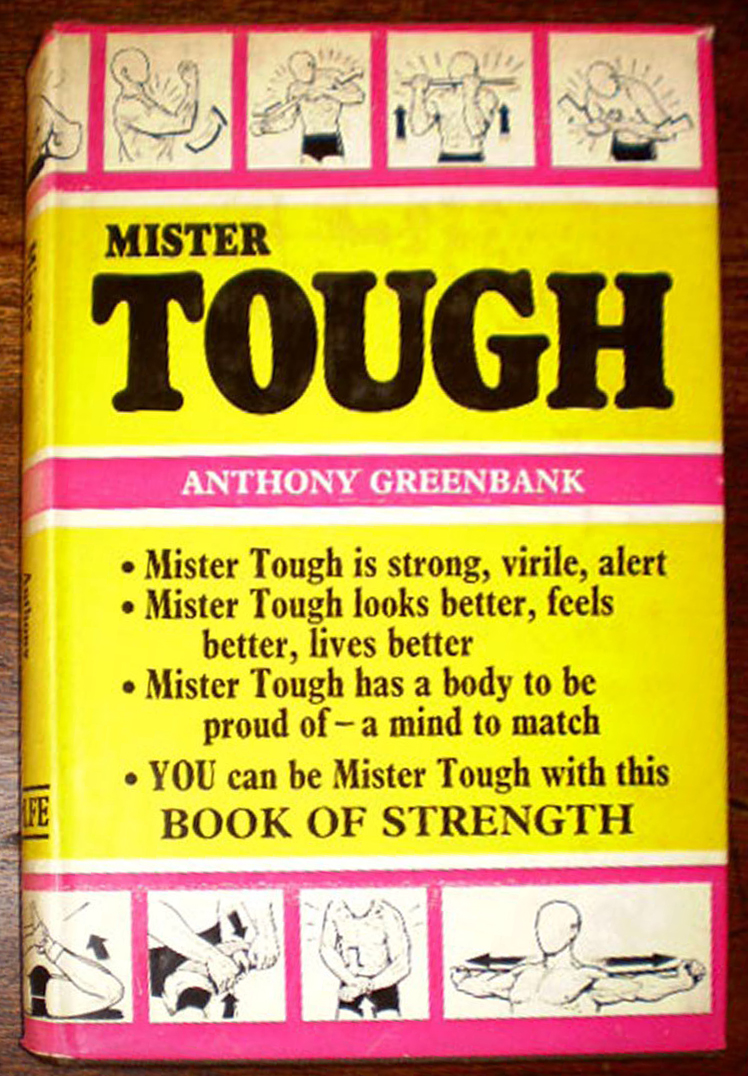 MISTER
TOUGH
ANTHONY GREENBANK
• Mister Tough is strong, virile, alert
• Mister Tough looks better, feels
better, lives better
• Mister Tough has a body to be
proud of – a mind to match
• YOU can be Mister Tough with this
BOOK OF STRENGTH
Mister
Anthony